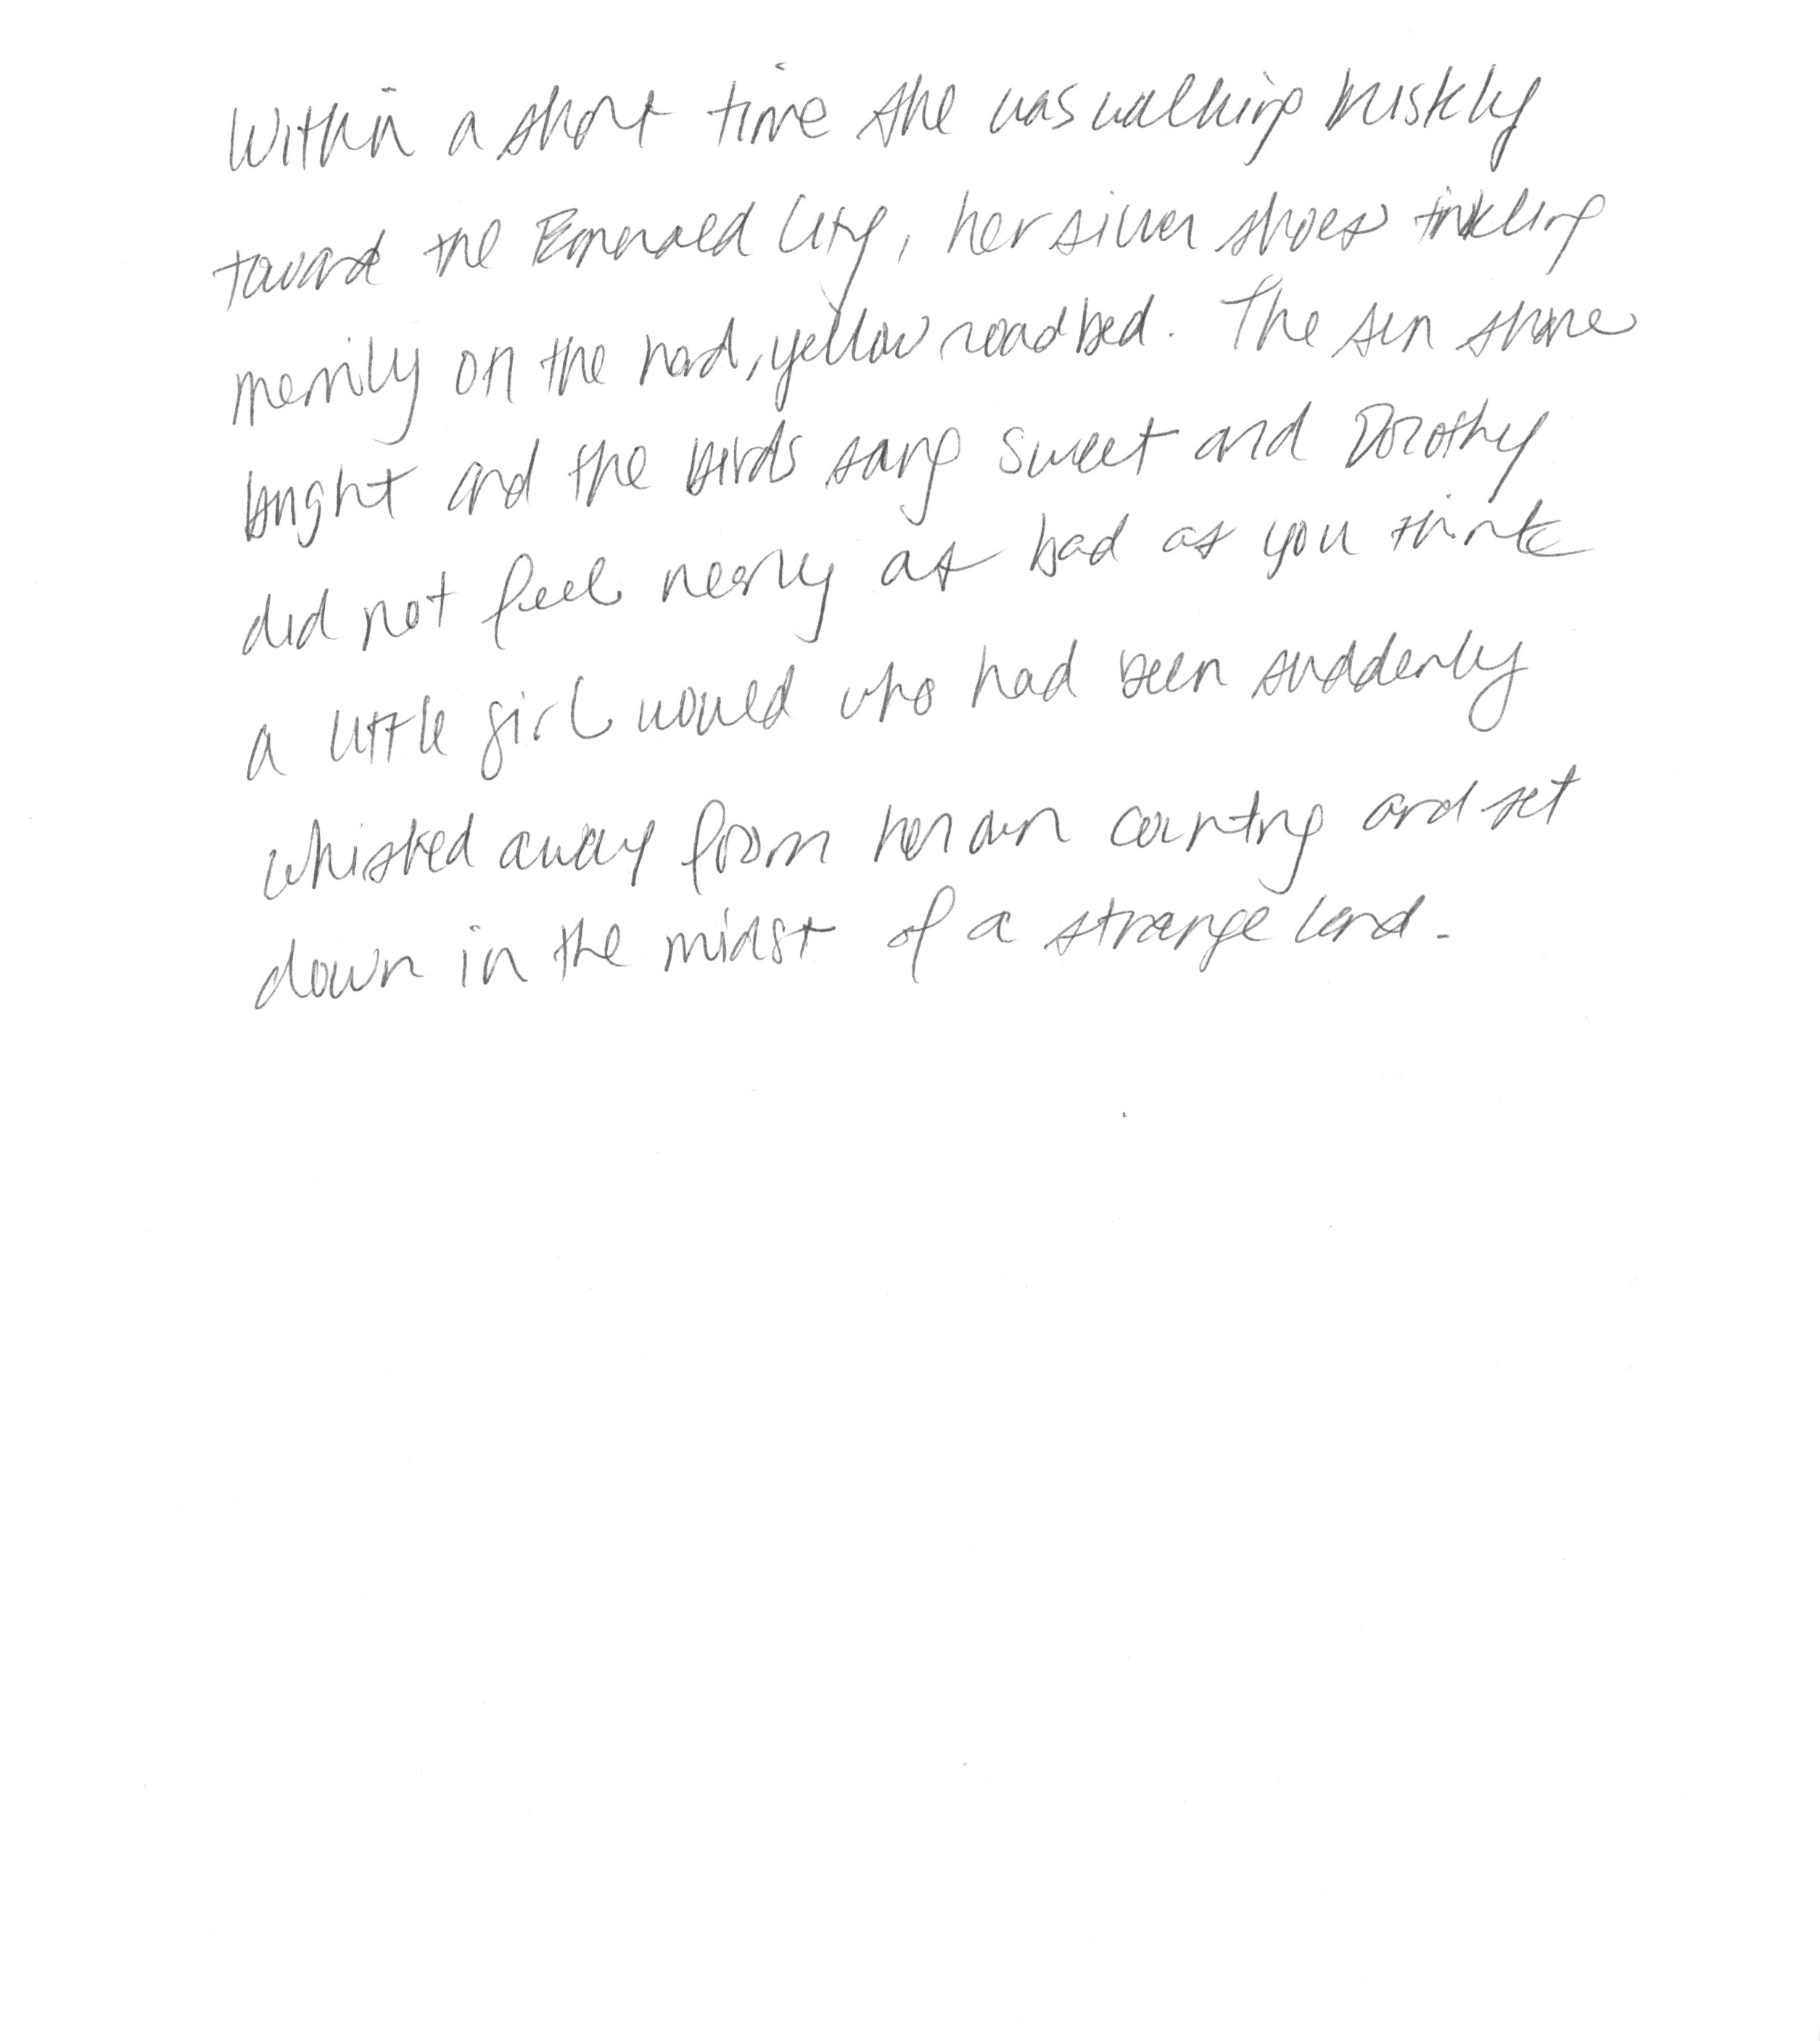 Within a short time she was walking briskly
toward the Emerald City, her silver shoes tinkling
merrily on the hard, yellow roadbed. The sun shone
bright and the birds sang sweet and Dorothy
did not feel nearly as bad as you think
a little girl would who had been suddenly
whisked away from her own country and set
down in the midst of a strange land.